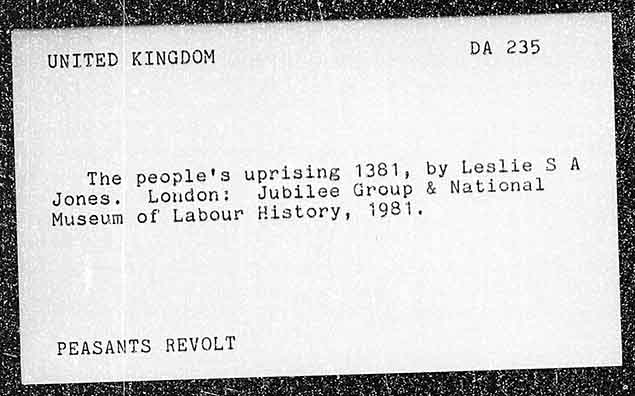 UNITED KINGDOM
DA 235
The people's uprising 1381, by Leslie S A
Jones. London: Jubilee Group & National
Museum of Labour History, 1981.
PEASANTS REVOLT